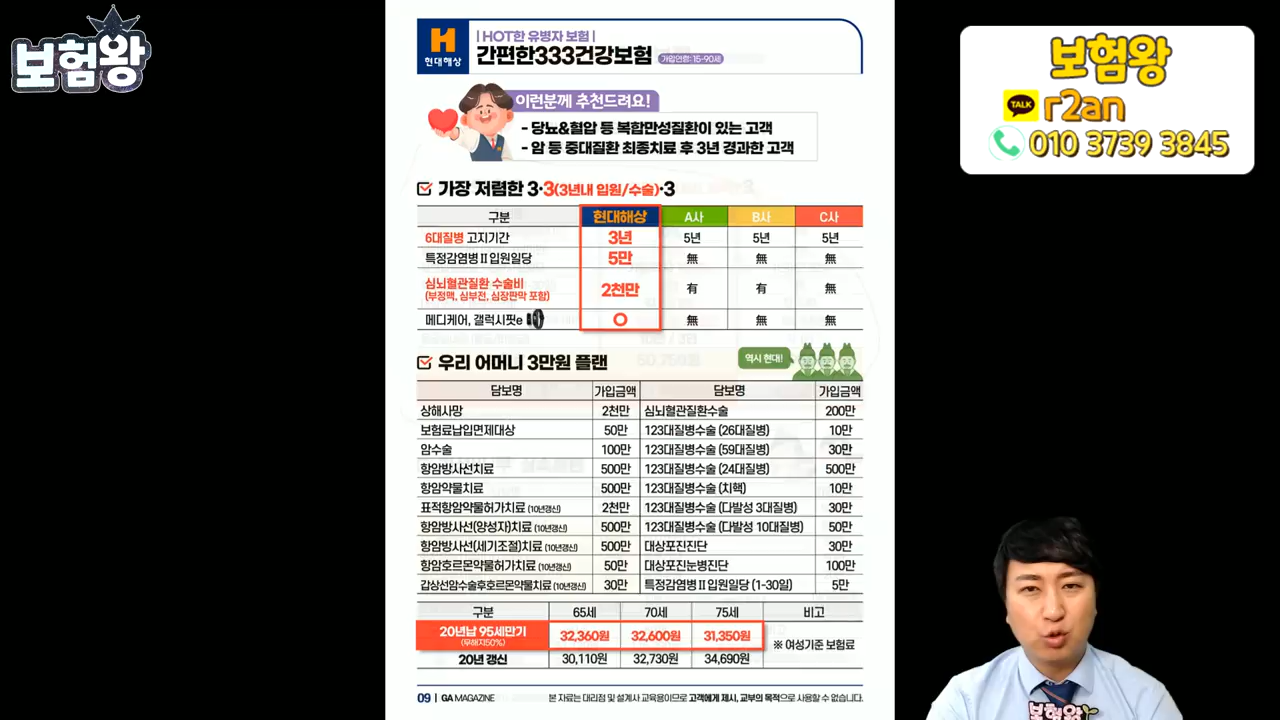 보험왕
보험왕
TALK r2an
010 3739 3845
H 현대해상
| HOT한 유병자 보험 |
간편한333건강보험 가입연령: 15-90세
이런분께 추천드려요!
- 당뇨&혈압 등 복합만성질환이 있는 고객
- 암 등 중대질환 최종치료 후 3년 경과한 고객
가장 저렴한 3·3(3년내 입원/수술)·3
구분 현대해상 A사 B사 C사
6대질병 고지기간 3년 5년 5년 5년
특정감염병Ⅱ입원일당 5만 無 無 無
심뇌혈관질환 수술비
(부정맥, 심부전, 심장판막 포함) 2천만 有 有 無
메디케어, 갤럭시핏e O 無 無 無
우리 어머니 3만원 플랜
역시 현대!
담보명 가입금액 담보명 가입금액
상해사망 2천만 심뇌혈관질환수술 200만
보험료납입면제대상 50만 123대질병수술 (26대질병) 10만
암수술 100만 123대질병수술 (59대질병) 30만
항암방사선치료 500만 123대질병수술 (24대질병) 500만
항암약물치료 500만 123대질병수술 (치핵) 10만
표적항암약물허가치료 (10년갱신) 2천만 123대질병수술 (다발성 3대질병) 30만
항암방사선(양성자)치료 (10년갱신) 500만 123대질병수술 (다발성 10대질병) 50만
항암방사선(세기조절)치료 (10년갱신) 500만 대상포진진단 30만
항암호르몬약물허가치료 (10년갱신) 50만 대상포진눈병진단 100만
갑상선암수술후호르몬약물치료 (10년갱신) 30만 특정감염병Ⅱ입원일당 (1-30일) 5만
구분 65세 70세 75세 비고
20년납 95세만기
(무해지50%) 32,360원 32,600원 31,350원 ※ 여성기준 보험료
20년 갱신 30,110원 32,730원 34,690원
09 | GA MAGAZINE 본 자료는 대리점 및 설계사 교육용이므로 고객에게 제시, 교부의 목적으로 사용할 수 없습니다.
보험왕